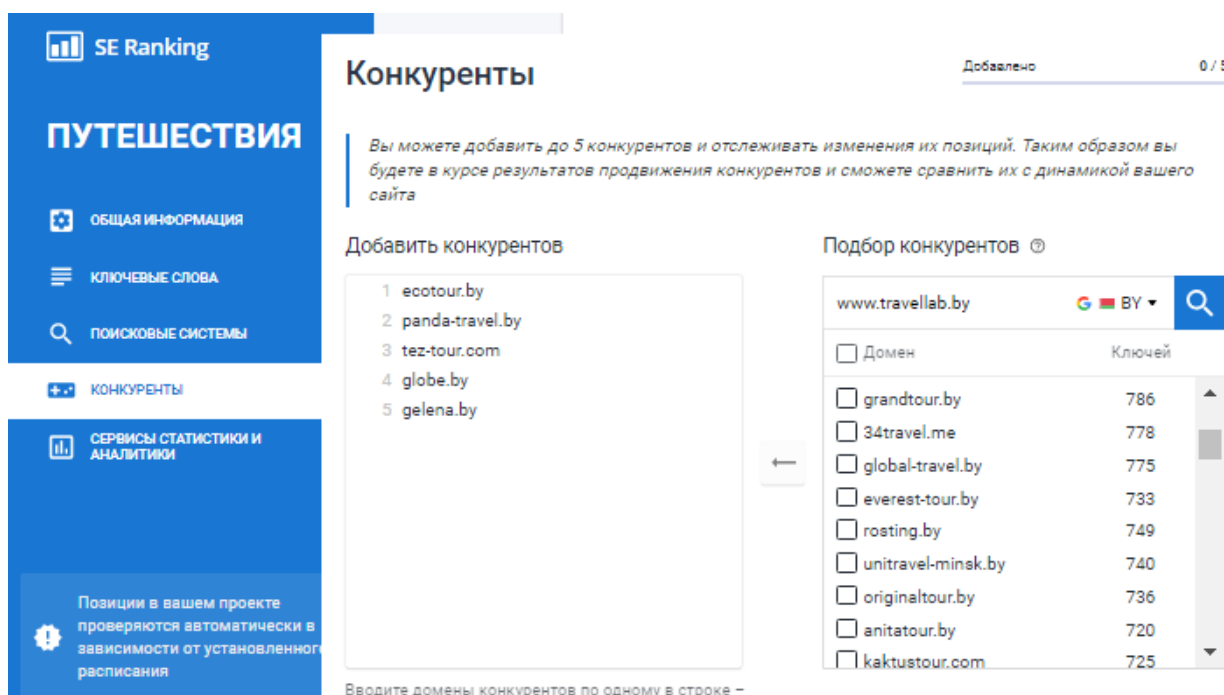 SE Ranking
ПУТЕШЕСТВИЯ
ОБЩАЯ ИНФОРМАЦИЯ
КЛЮЧЕВЫЕ СЛОВА
ПОИСКОВЫЕ СИСТЕМЫ
КОНКУРЕНТЫ
СЕРВИСЫ СТАТИСТИКИ И
АНАЛИТИКИ
Позиции в вашем проекте
проверяются автоматически в
зависимости от установленного
расписания
Конкуренты
Добавлено 0 / 5
Вы можете добавить до 5 конкурентов и отслеживать изменения их позиций. Таким образом вы
будете в курсе результатов продвижения конкурентов и сможете сравнить их с динамикой вашего
сайта
Добавить конкурентов
1 ecotour.by
2 panda-travel.by
3 tez-tour.com
4 globe.by
5 gelena.by
Вводите домены конкурентов по одному в строке –
Подбор конкурентов ?
www.travellab.by G BY
Домен Ключей
grandtour.by 786
34travel.me 778
global-travel.by 775
everest-tour.by 733
rosting.by 749
unitravel-minsk.by 740
originaltour.by 736
anitatour.by 720
kaktustour.com 725